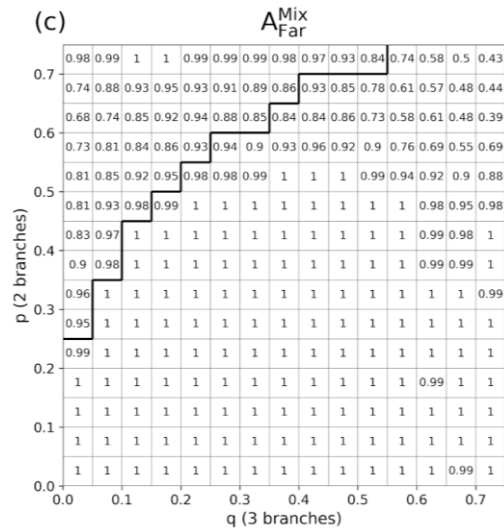 (c)
A^Mix_Far
0.98 0.99 1 1 0.99 0.99 0.99 0.98 0.97 0.93 0.84 0.74 0.58 0.5 0.43
0.7
0.74 0.88 0.93 0.95 0.93 0.91 0.89 0.86 0.93 0.85 0.78 0.61 0.57 0.48 0.44
0.68 0.74 0.85 0.92 0.94 0.88 0.85 0.84 0.84 0.86 0.73 0.58 0.61 0.48 0.39
0.6
0.73 0.81 0.84 0.86 0.93 0.94 0.9 0.93 0.96 0.92 0.9 0.76 0.69 0.55 0.69
0.81 0.85 0.92 0.95 0.98 0.98 0.99 1 1 1 0.99 0.94 0.92 0.9 0.88
0.5
0.81 0.93 0.98 0.99 1 1 1 1 1 1 1 1 0.98 0.95 0.98
0.83 0.97 1 1 1 1 1 1 1 1 1 1 0.99 0.98 1
0.4
0.9 0.98 1 1 1 1 1 1 1 1 1 1 0.99 0.99 1
0.96 1 1 1 1 1 1 1 1 1 1 1 1 1 0.99
0.3
0.95 1 1 1 1 1 1 1 1 1 1 1 1 1 1
0.99 1 1 1 1 1 1 1 1 1 1 1 1 1 1
0.2
1 1 1 1 1 1 1 1 1 1 1 1 0.99 1 1
1 1 1 1 1 1 1 1 1 1 1 1 1 1 1
0.1
1 1 1 1 1 1 1 1 1 1 1 1 1 1 1
1 1 1 1 1 1 1 1 1 1 1 1 1 0.99 1
0.0
p (2 branches)
0.0 0.1 0.2 0.3 0.4 0.5 0.6 0.7
q (3 branches)